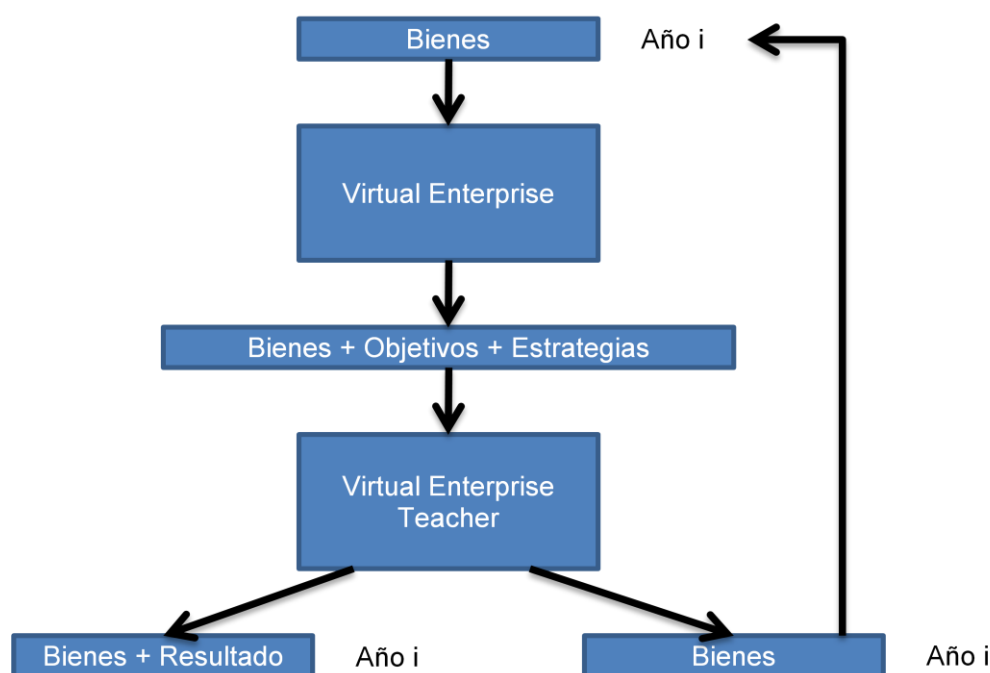 Bienes
Año i
Virtual Enterprise
Bienes + Objetivos + Estrategias
Virtual Enterprise
Teacher
Bienes + Resultado
Año i
Bienes
Año i